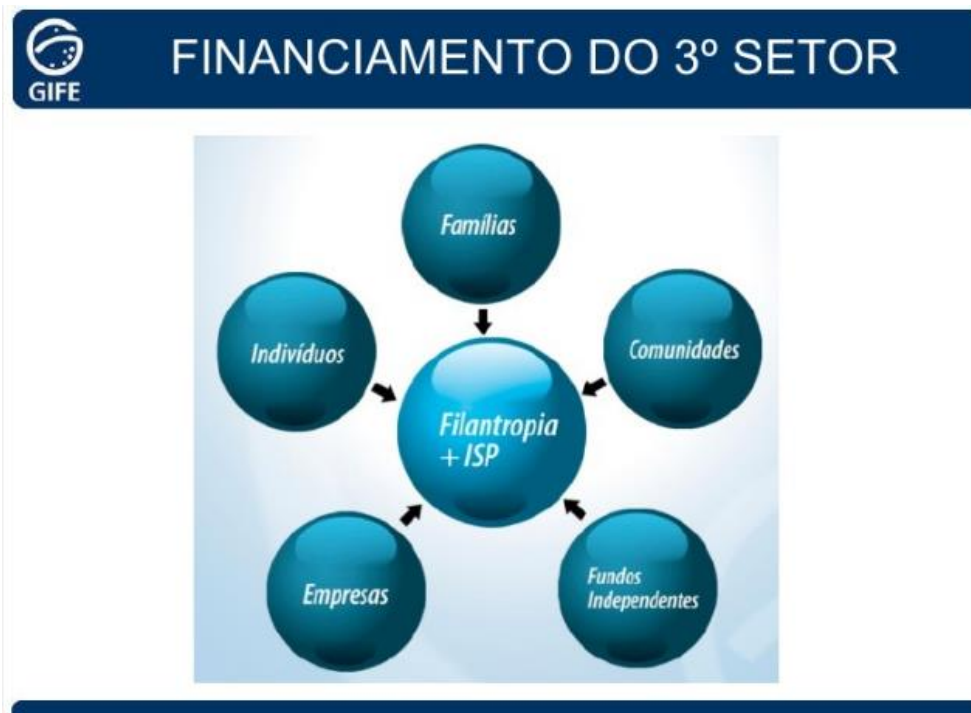 GIFE
FINANCIAMENTO DO 3º SETOR
Famílias
Indivíduos
Comunidades
Filantropia
+ ISP
Empresas
Fundos
Independentes